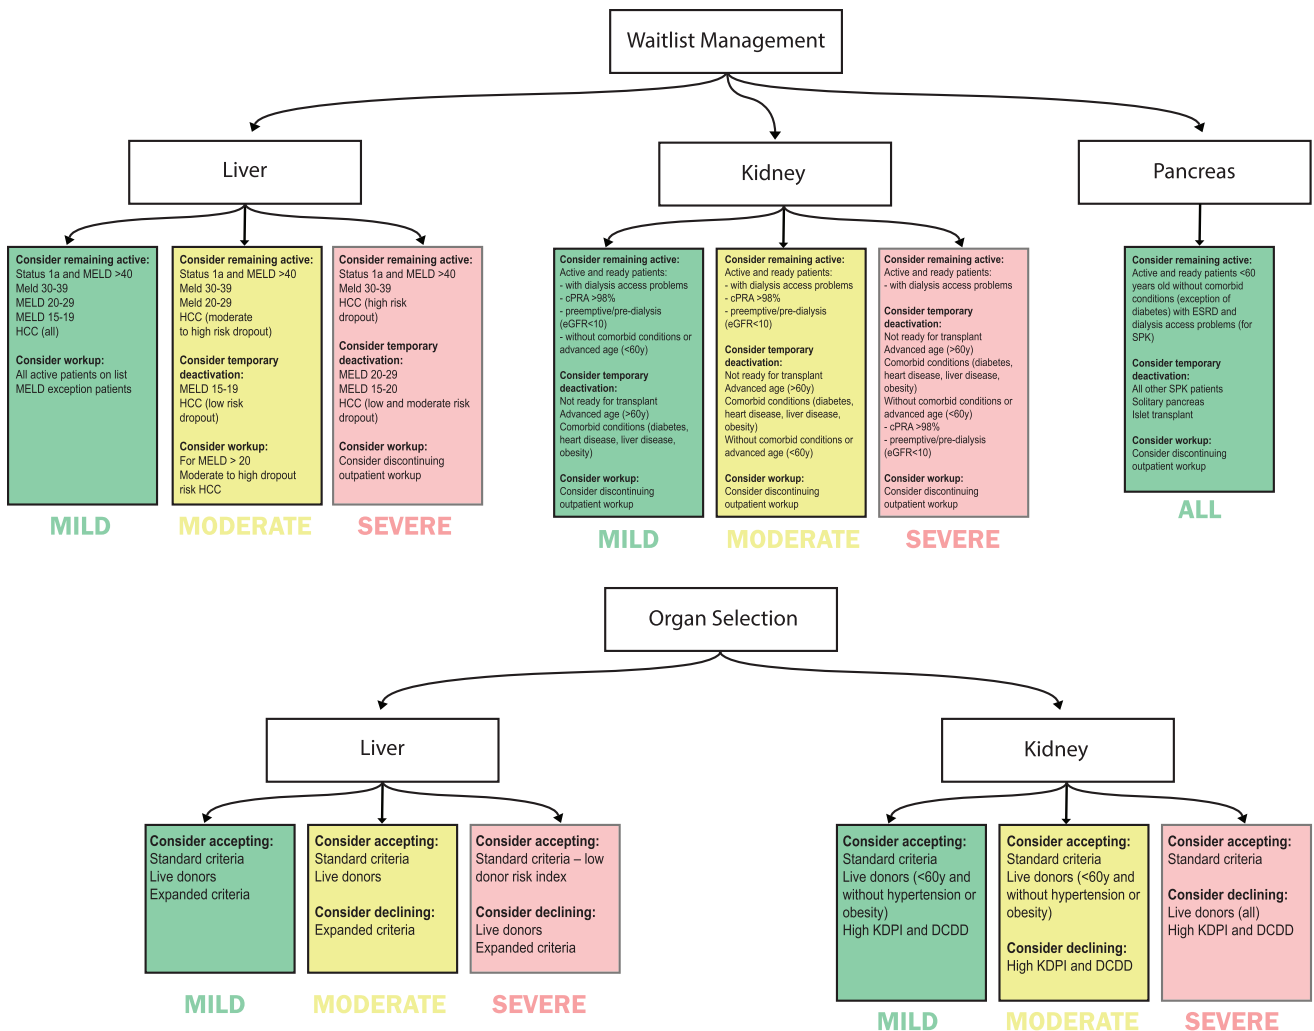 Waitlist Management
Liver
Kidney
Pancreas
Consider remaining active:
Status 1a and MELD >40
Meld 30-39
MELD 20-29
MELD 15-19
HCC (all)
Consider workup:
All active patients on list
MELD exception patients
MILD
Consider remaining active:
Status 1a and MELD >40
Meld 30-39
Meld 20-29
HCC (moderate
to high risk dropout)
Consider temporary
deactivation:
MELD 15-19
HCC (low risk
dropout)
Consider workup:
For MELD > 20
Moderate to high dropout
risk HCC
MODERATE
Consider remaining active:
Status 1a and MELD >40
Meld 30-39
HCC (high risk
dropout)
Consider temporary
deactivation:
MELD 20-29
MELD 15-20
HCC (low and moderate risk
dropout)
Consider workup:
Consider discontinuing
outpatient workup
SEVERE
Consider remaining active:
Active and ready patients:
- with dialysis access problems
- cPRA >98%
- preemptive/pre-dialysis
(eGFR<10)
- without comorbid conditions or
advanced age (<60y)
Consider temporary
deactivation:
Not ready for transplant
Advanced age (>60y)
Comorbid conditions (diabetes,
heart disease, liver disease,
obesity)
Consider workup:
Consider discontinuing
outpatient workup
MILD
Consider remaining active:
Active and ready patients:
- with dialysis access problems
- cPRA >98%
- preemptive/pre-dialysis
(eGFR<10)
Consider temporary
deactivation:
Not ready for transplant
Advanced age (>60y)
Comorbid conditions (diabetes,
heart disease, liver disease,
obesity)
Without comorbid conditions or
advanced age (<60y)
Consider workup:
Consider discontinuing
outpatient workup
MODERATE
Consider remaining active:
Active and ready patients:
- with dialysis access problems
Consider temporary
deactivation:
Not ready for transplant
Advanced age (>60y)
Comorbid conditions (diabetes,
heart disease, liver disease,
obesity)
Without comorbid conditions or
advanced age (<60y)
- cPRA >98%
- preemptive/pre-dialysis
(eGFR<10)
Consider workup:
Consider discontinuing
outpatient workup
SEVERE
Consider remaining active:
Active and ready patients <60
years old without comorbid
conditions (exception of
diabetes) with ESRD and
dialysis access problems (for
SPK)
Consider temporary
deactivation:
All other SPK patients
Solitary pancreas
Islet transplant
Consider workup:
Consider discontinuing
outpatient workup
ALL
Organ Selection
Liver
Kidney
Consider accepting:
Standard criteria
Live donors
Expanded criteria
MILD
Consider accepting:
Standard criteria
Live donors
Consider declining:
Expanded criteria
MODERATE
Consider accepting:
Standard criteria – low
donor risk index
Consider declining:
Live donors
Expanded criteria
SEVERE
Consider accepting:
Standard criteria
Live donors (<60y and
without hypertension or
obesity)
High KDPI and DCDD
MILD
Consider accepting:
Standard criteria
Live donors (<60y and
without hypertension or
obesity)
Consider declining:
High KDPI and DCDD
MODERATE
Consider accepting:
Standard criteria
Consider declining:
Live donors (all)
High KDPI and DCDD
SEVERE